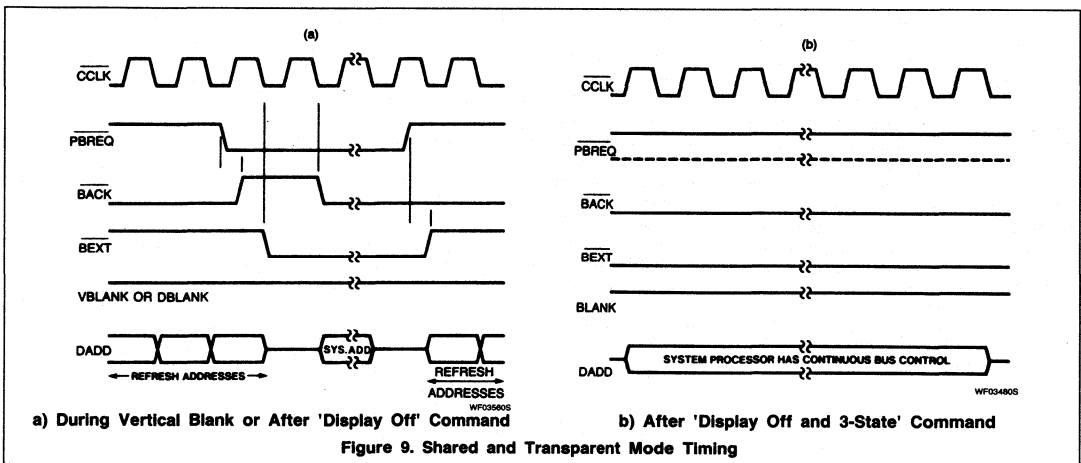 (a)
CCLK
PBREQ
BACK
BEXT
VBLANK OR DBLANK
DADD
SYS.ADD
REFRESH ADDRESSES
REFRESH
ADDRESSES
WF03560S
a) During Vertical Blank or After 'Display Off' Command
(b)
CCLK
PBREQ
BACK
BEXT
BLANK
DADD
SYSTEM PROCESSOR HAS CONTINUOUS BUS CONTROL
WF03480S
b) After 'Display Off and 3-State' Command
Figure 9. Shared and Transparent Mode Timing